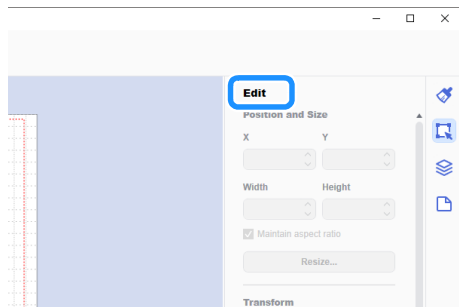 Edit
Position and Size
X Y
Width Height
Maintain aspect ratio
Resize...
Transform